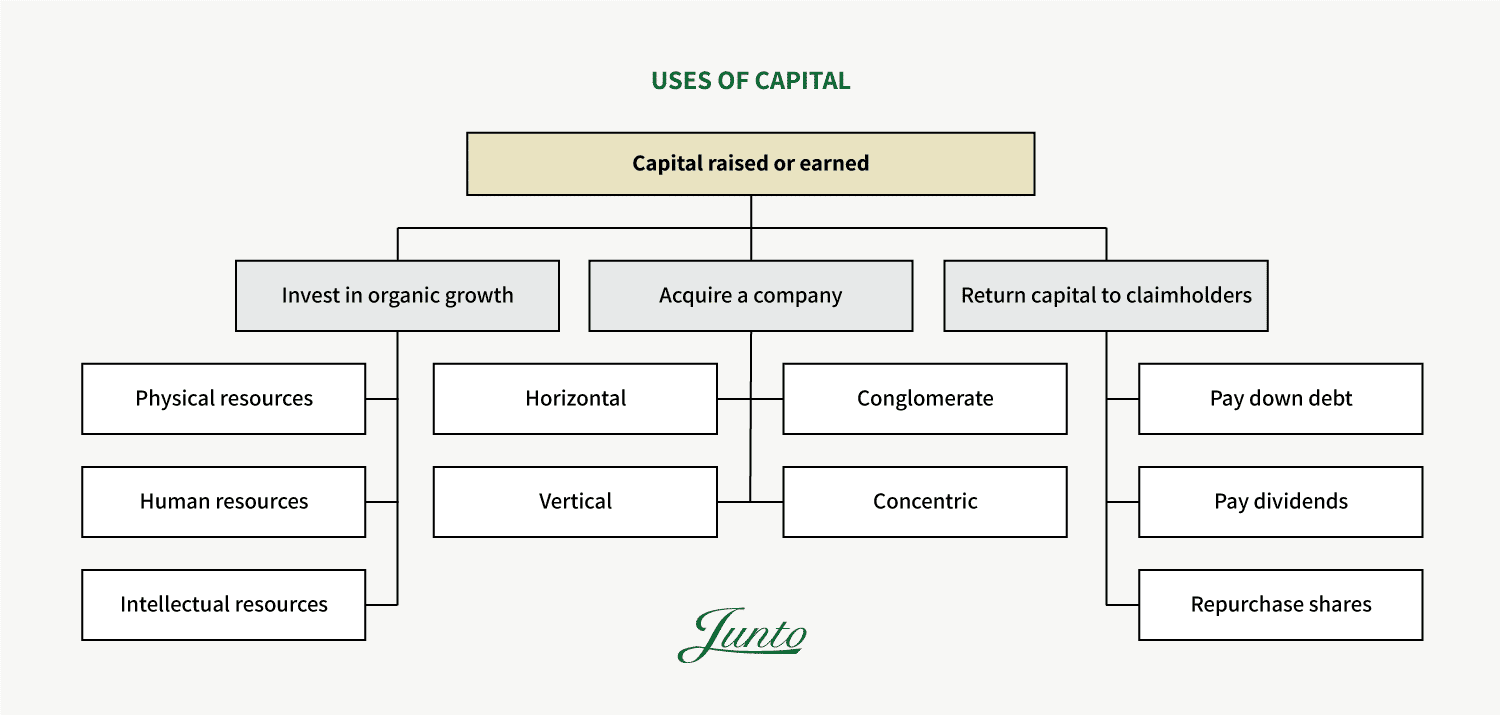 USES OF CAPITAL
Capital raised or earned
Invest in organic growth
Acquire a company
Return capital to claimholders
Physical resources
Horizontal
Conglomerate
Pay down debt
Human resources
Vertical
Concentric
Pay dividends
Intellectual resources
Repurchase shares
Junto